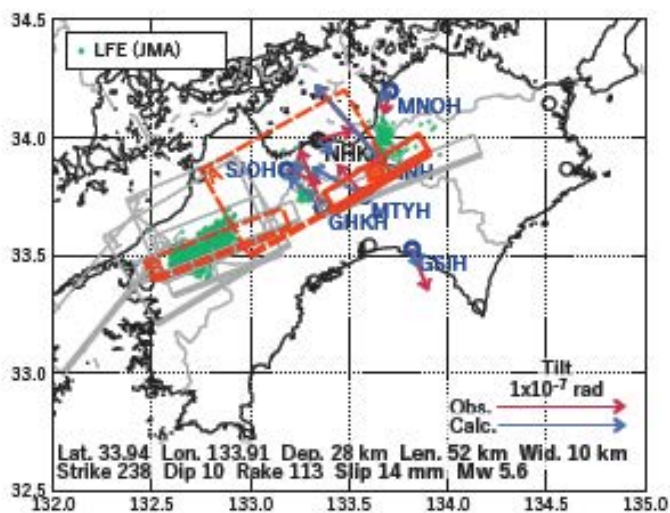 34.5
LFE (JMA)
MNOH
34.0
NHK
SJOH
MTYH
GHKH
33.5
GSIH
33.0
Tilt
1x10-7 rad
Obs.
Calc.
Lat. 33.94 Lon. 133.91 Dep. 28 km Len. 52 km Wid. 10 km
Strike 238 Dip 10 Rake 113 Slip 14 mm Mw 5.6
32.5
132.0 132.5 133.0 133.5 134.0 134.5 135.0